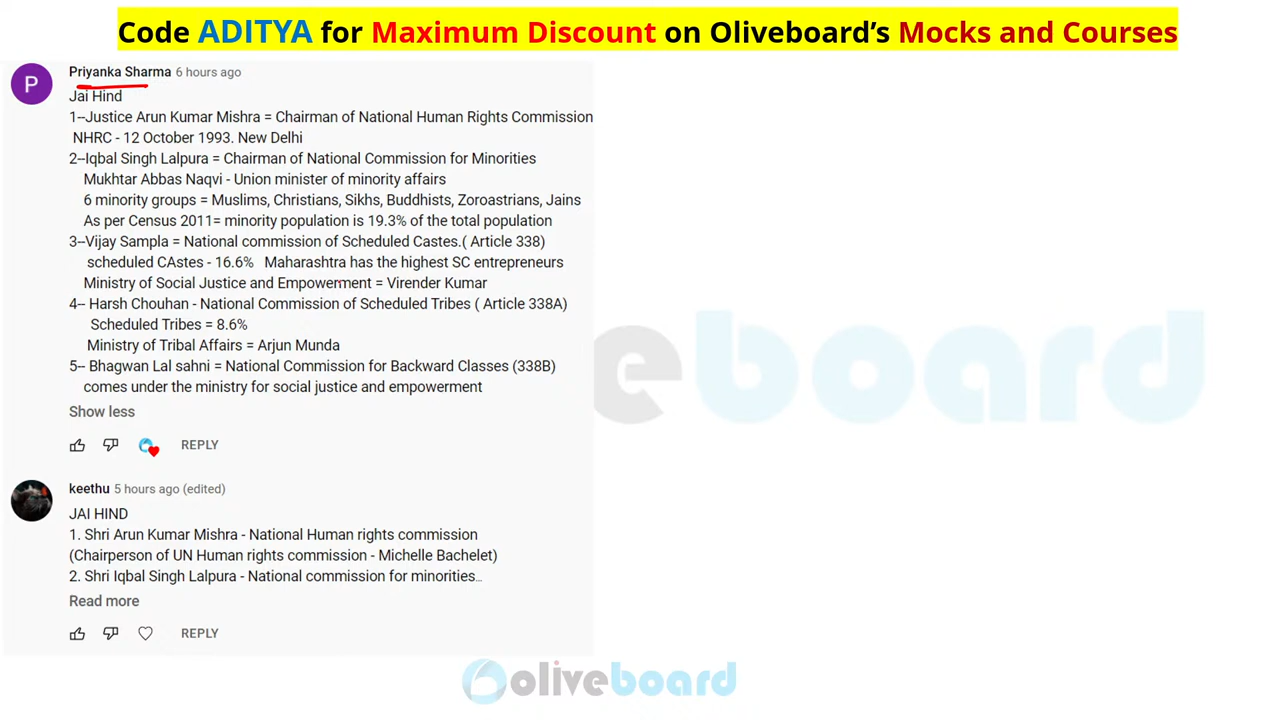 Code ADITYA for Maximum Discount on Oliveboard’s Mocks and Courses
P
Priyanka Sharma 6 hours ago
Jai Hind
1--Justice Arun Kumar Mishra = Chairman of National Human Rights Commission
NHRC - 12 October 1993. New Delhi
2--Iqbal Singh Lalpura = Chairman of National Commission for Minorities
Mukhtar Abbas Naqvi - Union minister of minority affairs
6 minority groups = Muslims, Christians, Sikhs, Buddhists, Zoroastrians, Jains
As per Census 2011= minority population is 19.3% of the total population
3--Vijay Sampla = National commission of Scheduled Castes.( Article 338)
scheduled CAstes - 16.6% Maharashtra has the highest SC entrepreneurs
Ministry of Social Justice and Empowerment = Virender Kumar
4-- Harsh Chouhan - National Commission of Scheduled Tribes ( Article 338A)
Scheduled Tribes = 8.6%
Ministry of Tribal Affairs = Arjun Munda
5-- Bhagwan Lal sahni = National Commission for Backward Classes (338B)
comes under the ministry for social justice and empowerment
Show less
REPLY
keethu 5 hours ago (edited)
JAI HIND
1. Shri Arun Kumar Mishra - National Human rights commission
(Chairperson of UN Human rights commission - Michelle Bachelet)
2. Shri Iqbal Singh Lalpura - National commission for minorities...
Read more
REPLY
eboard
oliveboard